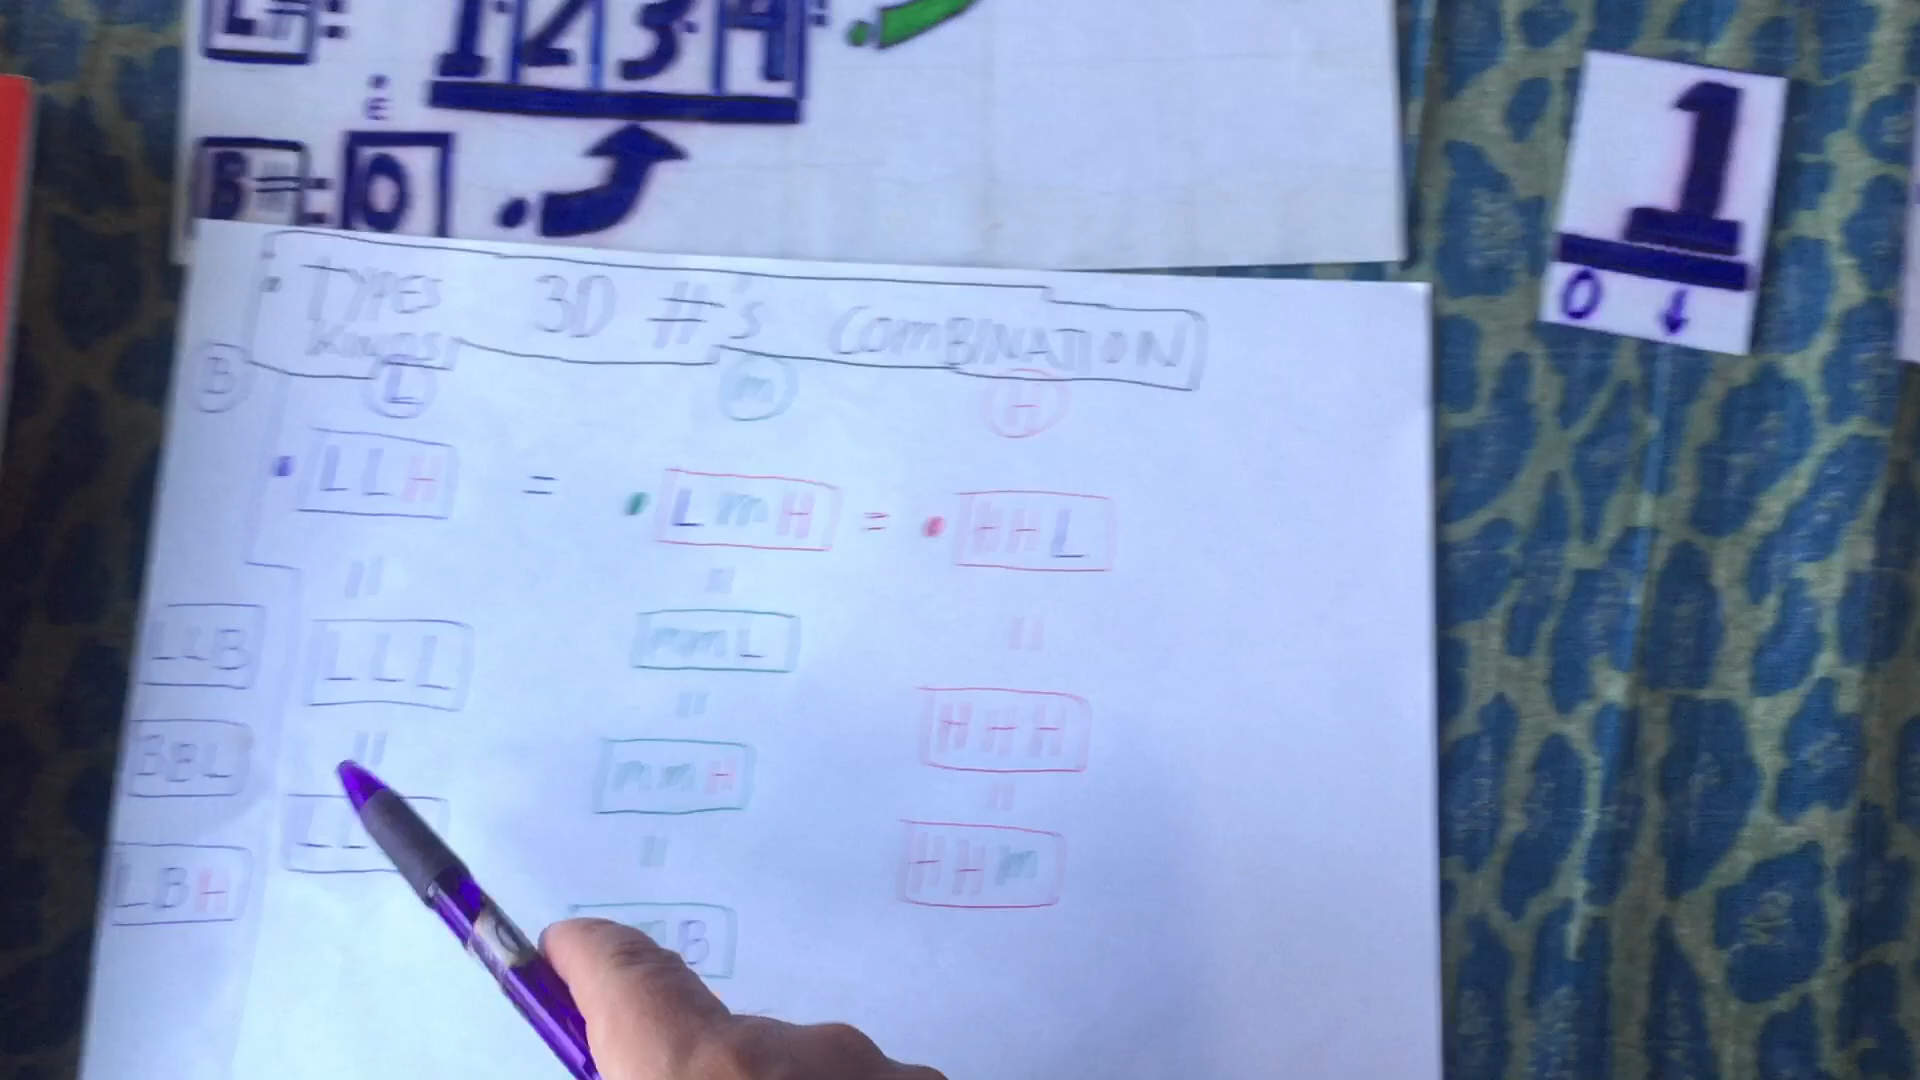 L#: 1 2 3 4 :
:
E
B#: 0
1
0 ↓
TYPES 3D #'s COMBINATION
Kinds
B L m H
LLH = LmH = HHL
" " "
LLB LLL mmL
" " HHH
BBL mmH "
LBH " HHm
B